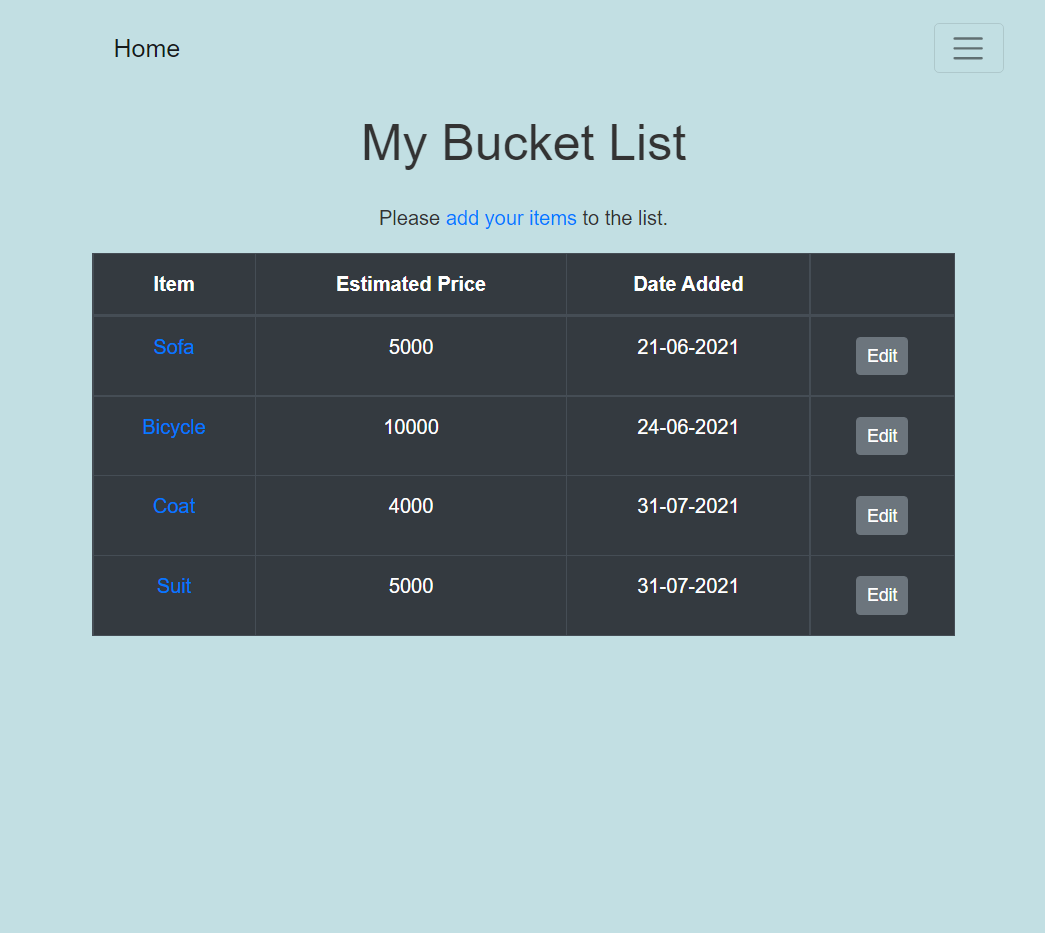 Home
My Bucket List
Please add your items to the list.
Item Estimated Price Date Added
Sofa 5000 21-06-2021 Edit
Bicycle 10000 24-06-2021 Edit
Coat 4000 31-07-2021 Edit
Suit 5000 31-07-2021 Edit